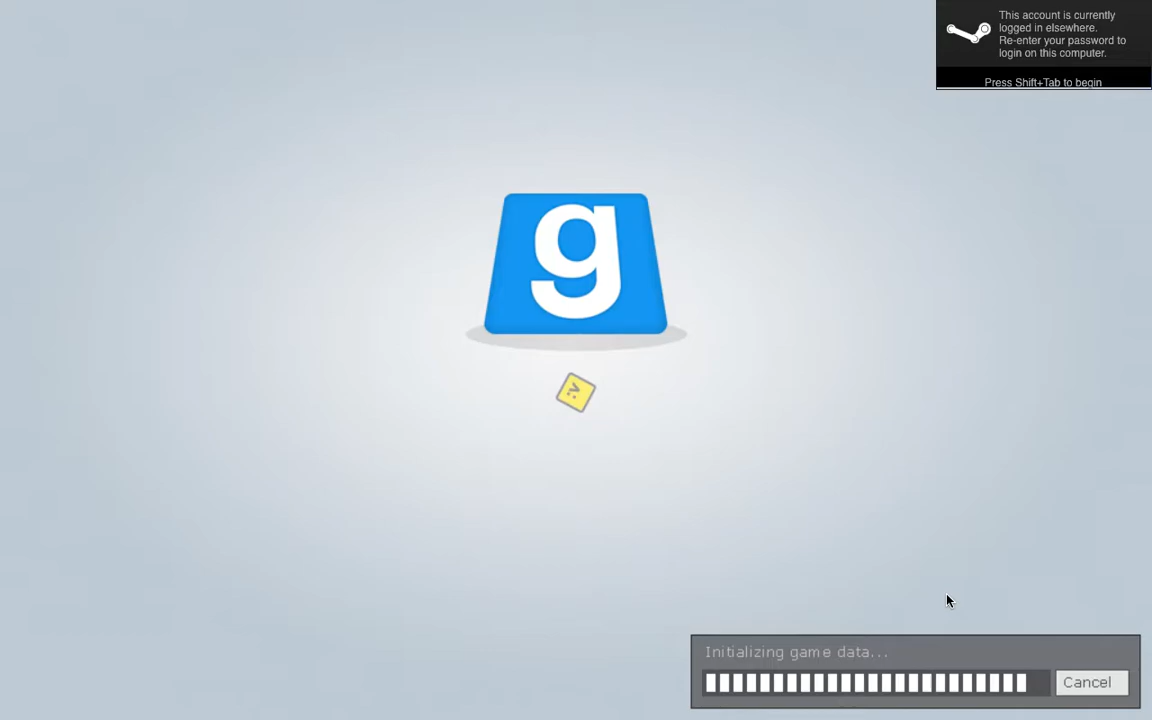 This account is currently
logged in elsewhere.
Re-enter your password to
login on this computer.
Press Shift+Tab to begin
g
:v
Initializing game data...
Cancel